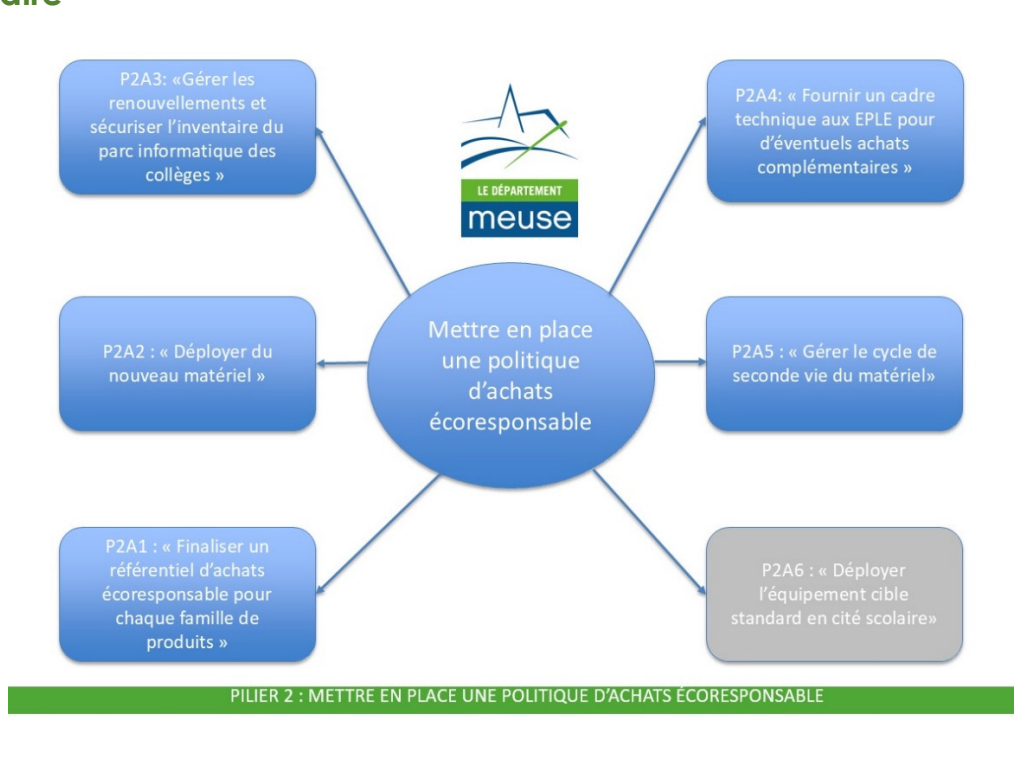 P2A3: «Gérer les
renouvellements et
sécuriser l'inventaire du
parc informatique des
collèges »
LE DÉPARTEMENT
meuse
P2A4: « Fournir un cadre
technique aux EPLE pour
d'éventuels achats
complémentaires »
Mettre en place
une politique
d'achats
écoresponsable
P2A2 : « Déployer du
nouveau matériel »
P2A5 : « Gérer le cycle de
seconde vie du matériel»
P2A1 : « Finaliser un
référentiel d'achats
écoresponsable pour
chaque famille de
produits »
P2A6 : « Déployer
l'équipement cible
standard en cité scolaire»
PILIER 2 : METTRE EN PLACE UNE POLITIQUE D'ACHATS ÉCORESPONSABLE